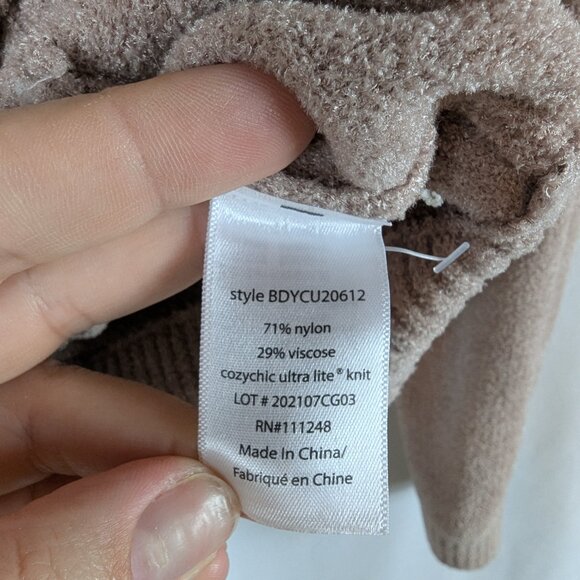 style BDYCU20612
71% nylon
29% viscose
cozychic ultra lite® knit
LOT # 202107CG03
RN#111248
Made In China/
Fabriqué en Chine